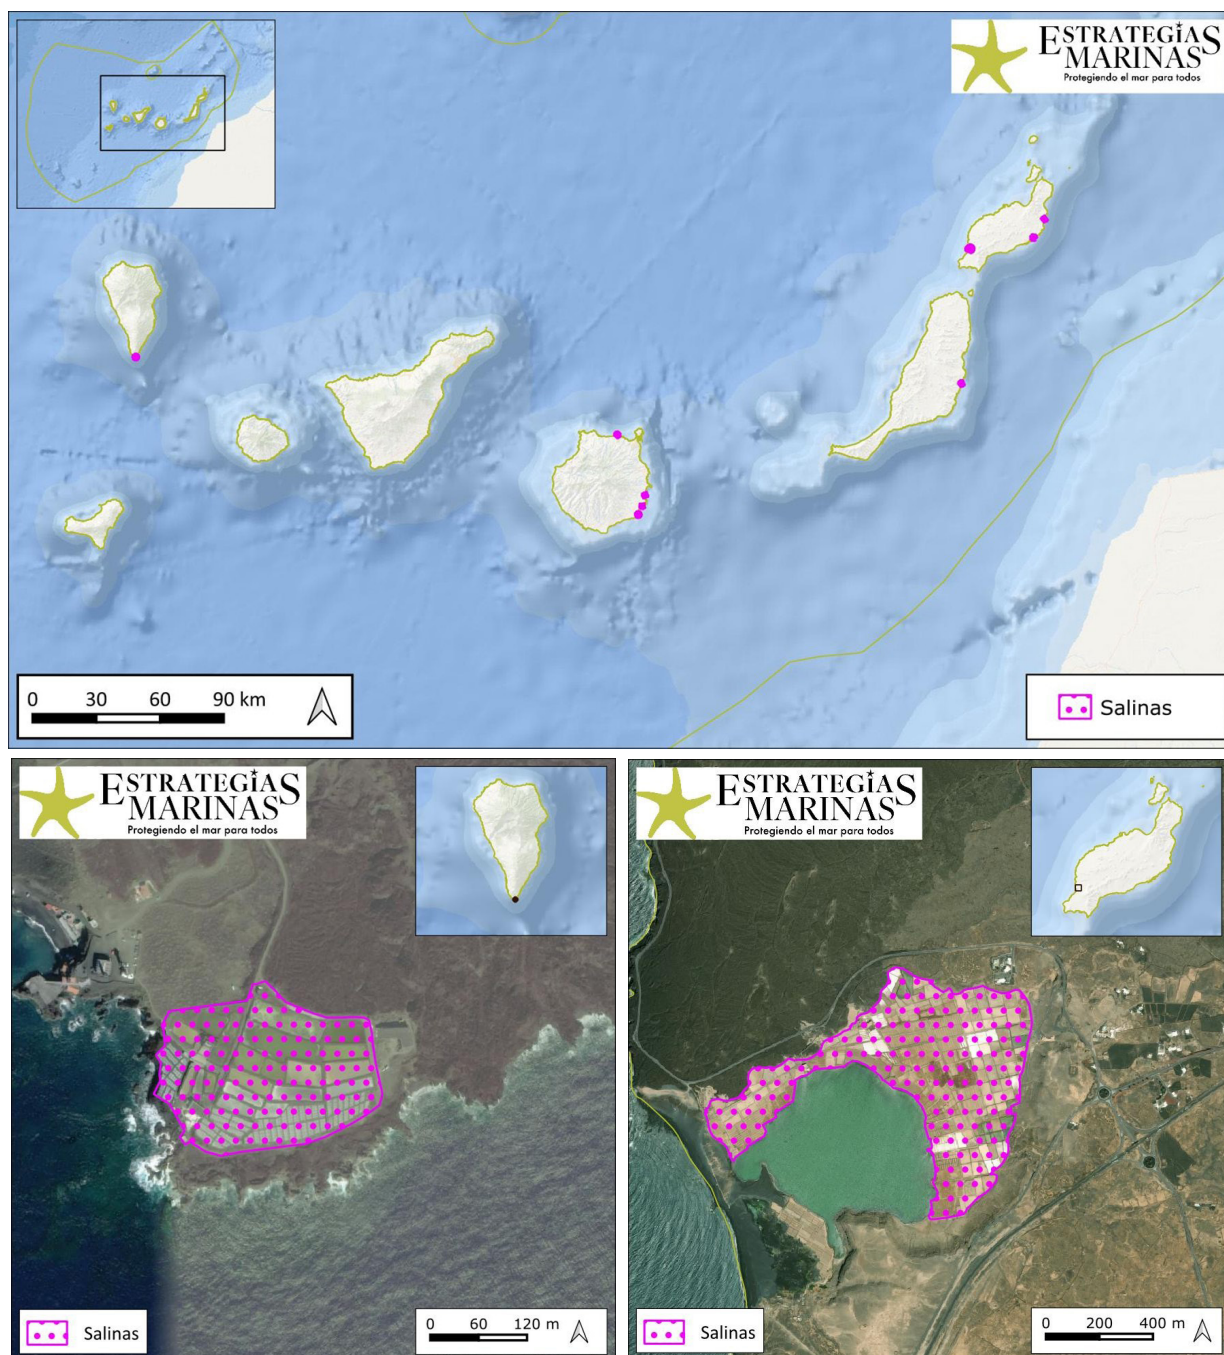 ESTRATEGIAS
MARINAS
Protegiendo el mar para todos
0 30 60 90 km
Salinas
ESTRATEGIAS
MARINAS
Protegiendo el mar para todos
Salinas
0 60 120 m
ESTRATEGIAS
MARINAS
Protegiendo el mar para todos
Salinas
0 200 400 m